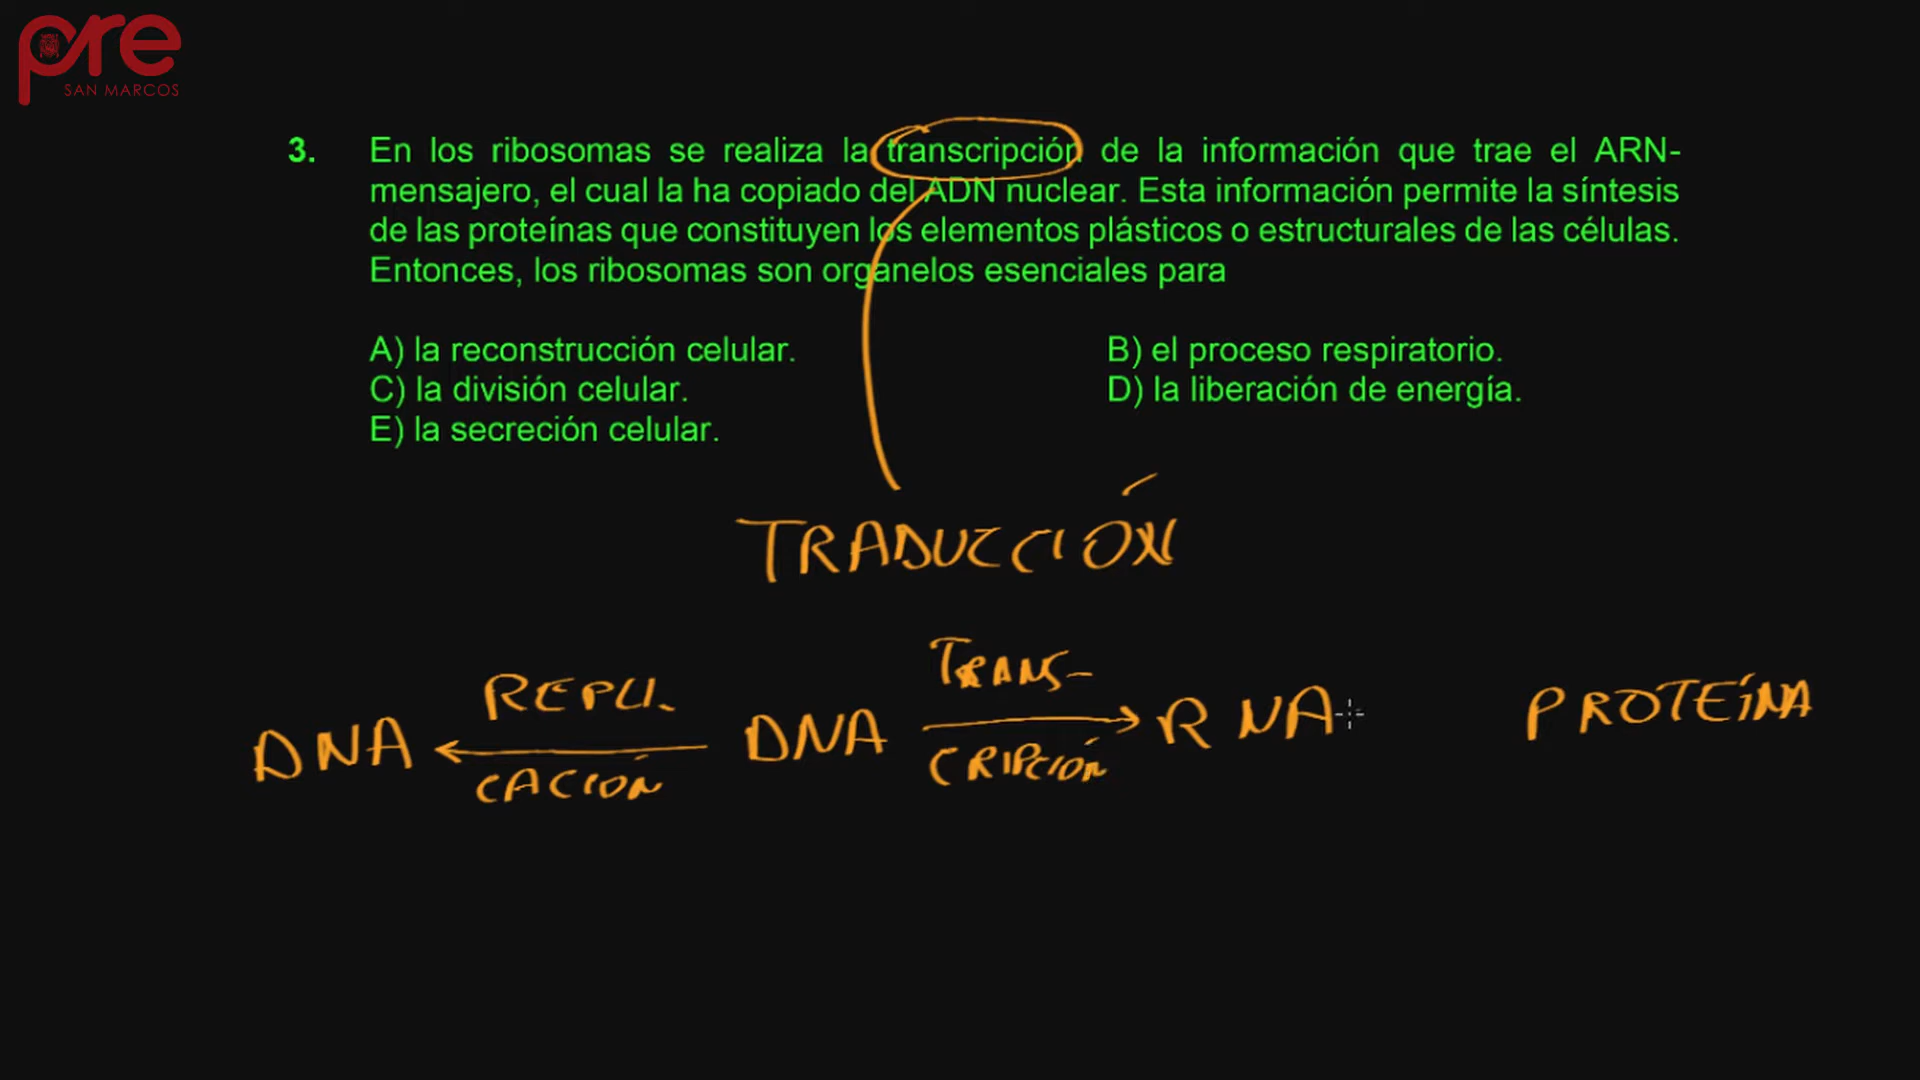 pre
SAN MARCOS
3. En los ribosomas se realiza la transcripción de la información que trae el ARN-
mensajero, el cual la ha copiado del ADN nuclear. Esta información permite la síntesis
de las proteínas que constituyen los elementos plásticos o estructurales de las células.
Entonces, los ribosomas son organelos esenciales para
A) la reconstrucción celular. B) el proceso respiratorio.
C) la división celular. D) la liberación de energía.
E) la secreción celular.
TRADUCCIÓN
DNA REPLI- CACIÓN DNA TRANS- CRIPCIÓN RNA PROTEÍNA